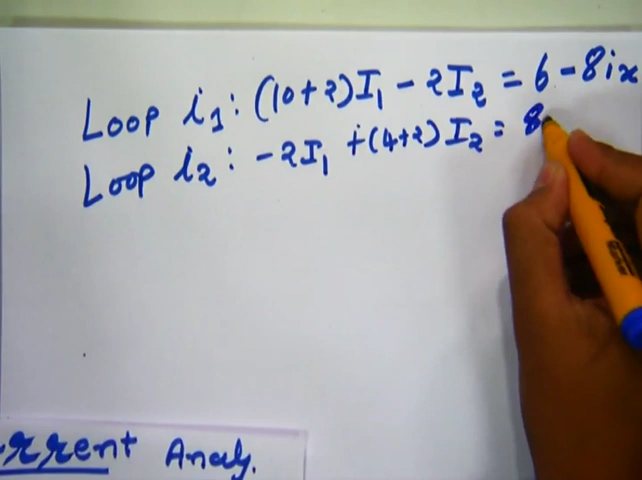 Loop i1: (10+2)I1 - 2I2 = 6 - 8ix
Loop i2: -2I1 +(4+2)I2 = 8
rrent Analy.